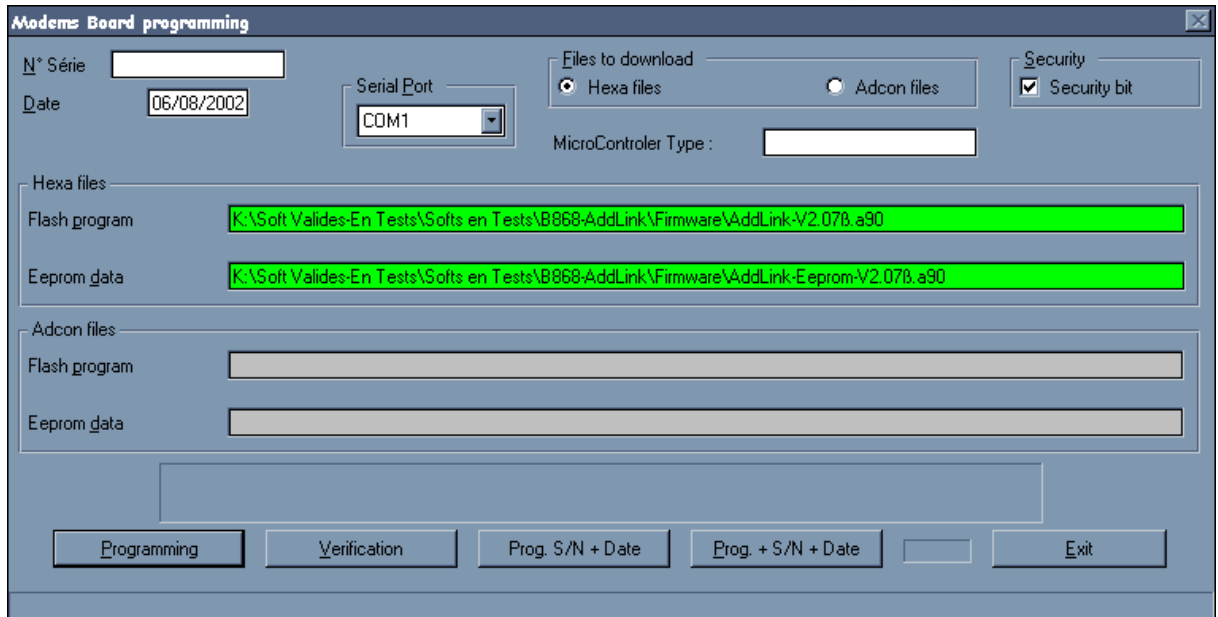 Modems Board programming
N° Série
Date
06/08/2002
Serial Port
COM1
Files to download
Hexa files
Adcon files
Security
Security bit
MicroControler Type :
Hexa files
Flash program
K:\Soft Valides-En Tests\Softs en Tests\B868-AddLink\Firmware\AddLink-V2.07ß.a90
Eeprom data
K:\Soft Valides-En Tests\Softs en Tests\B868-AddLink\Firmware\AddLink-Eeprom-V2.07ß.a90
Adcon files
Flash program
Eeprom data
Programming
Verification
Prog. S/N + Date
Prog. + S/N + Date
Exit